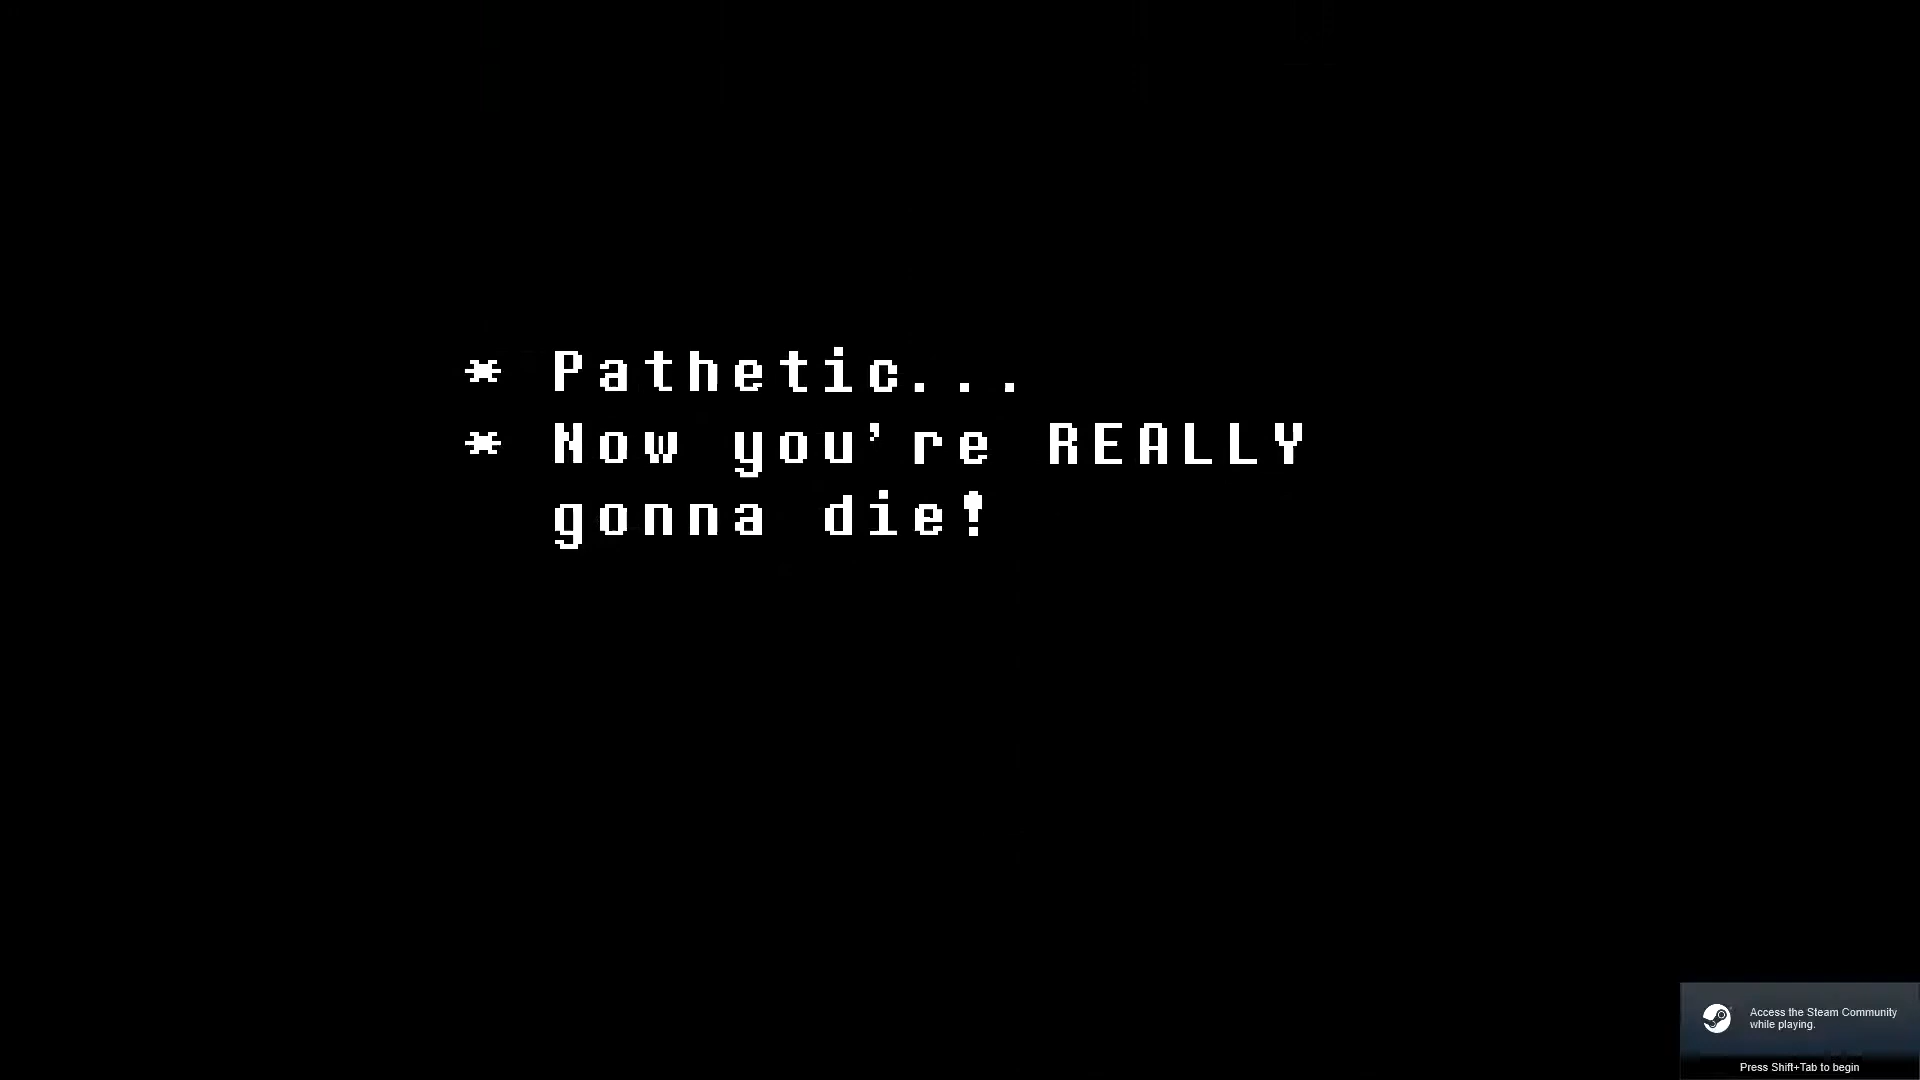 * Pathetic...
* Now you're REALLY
gonna die!
Access the Steam Community
while playing.
Press Shift+Tab to begin